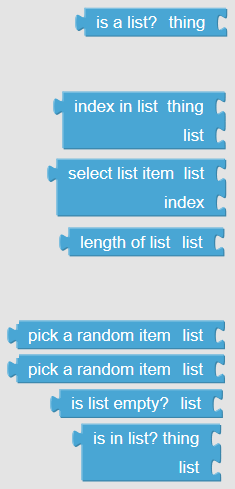 is a list? thing
index in list thing
list
select list item list
index
length of list list
pick a random item list
pick a random item list
is list empty? list
is in list? thing
list